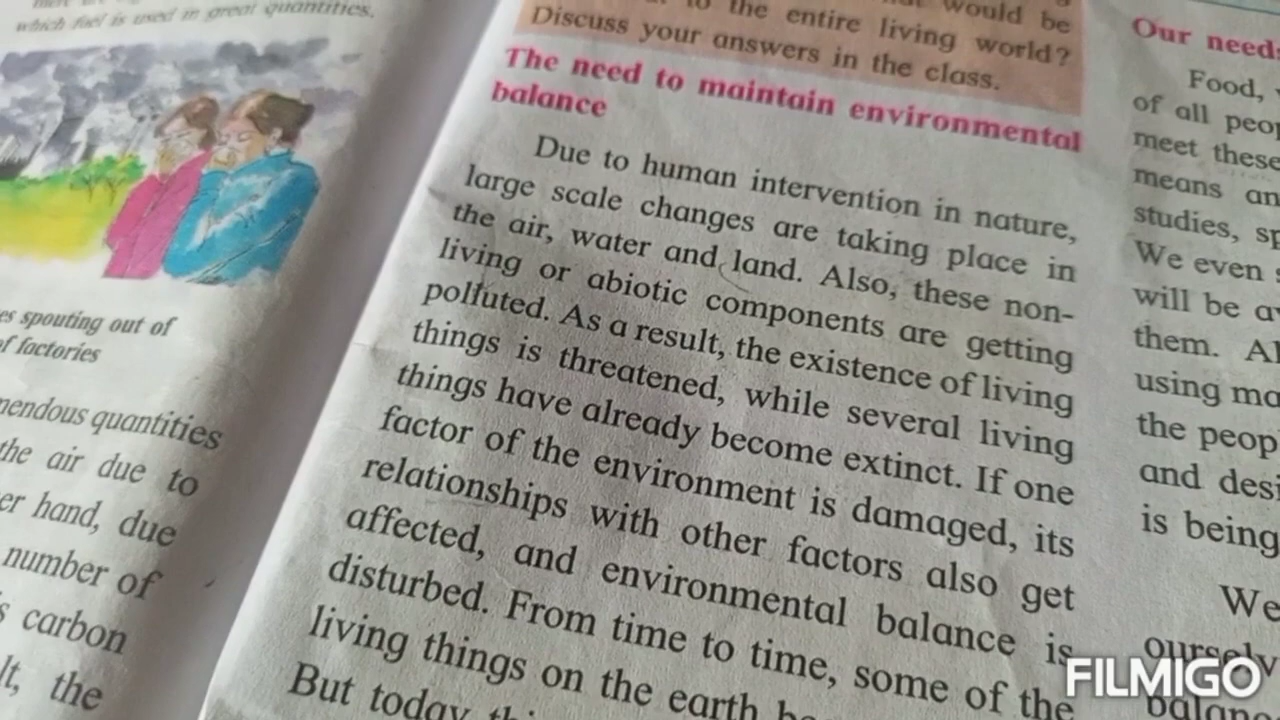 which fuel is used in great quantities.
es spouting out of
of factories
mendous quantities
the air due to
er hand, due
number of
s carbon
lt, the
would be
to the entire living world?
Discuss your answers in the class.
The need to maintain environmental
balance
Due to human intervention in nature,
large scale changes are taking place in
the air, water and land. Also, these non-
living or abiotic components are getting
polluted. As a result, the existence of living
things is threatened, while several living
things have already become extinct. If one
factor of the environment is damaged, its
relationships with other factors also get
affected, and environmental balance is
disturbed. From time to time, some of the
living things on the earth
But today
Our need
Food,
of all peop
meet these
means an
studies, sp
We even
will be av
them. Al
using ma
the peop
and desi
is being
We
ourselv
balanc
FILMIGO